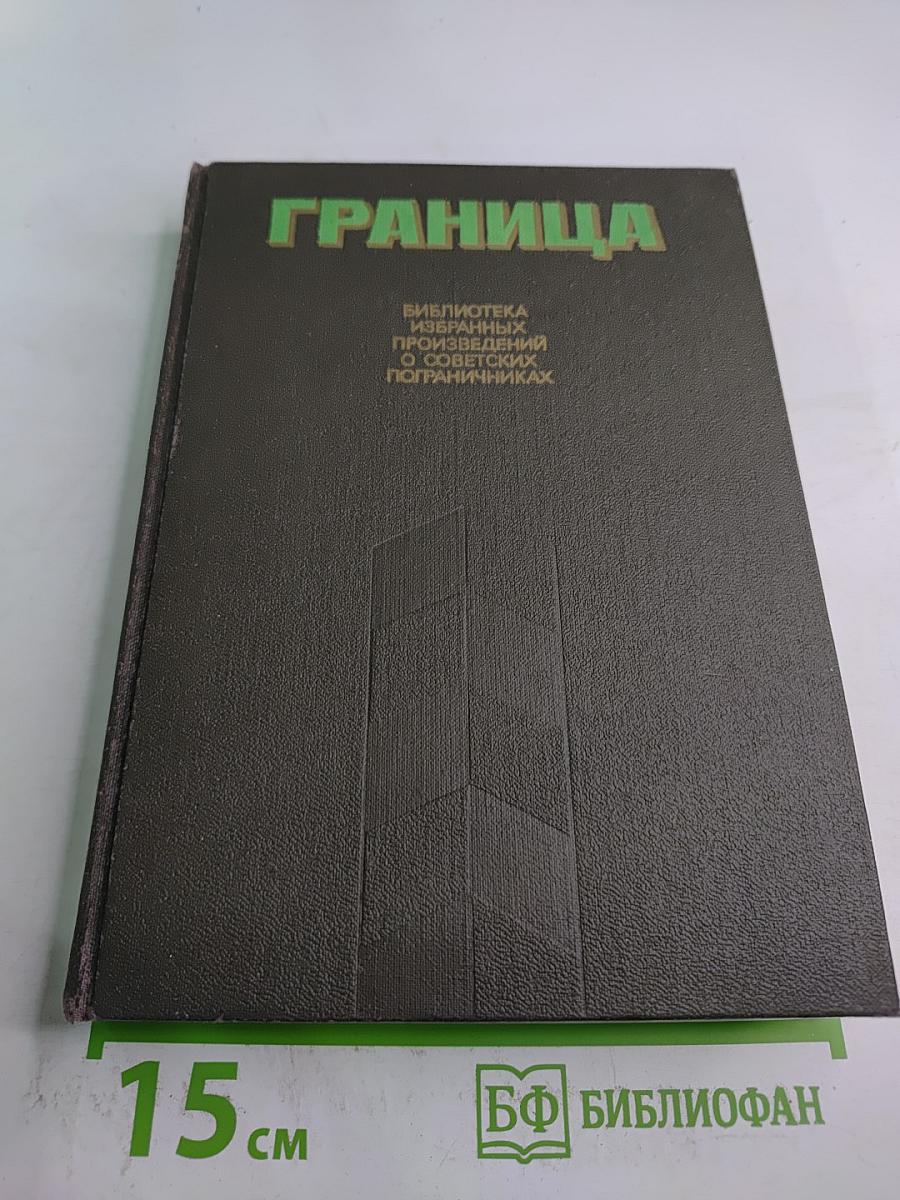 ГРАНИЦА
БИБЛИОТЕКА
ИЗБРАННЫХ
ПРОИЗВЕДЕНИЙ
О СОВЕТСКИХ
ПОГРАНИЧНИКАХ
15 см
БФ БИБЛИОФАН